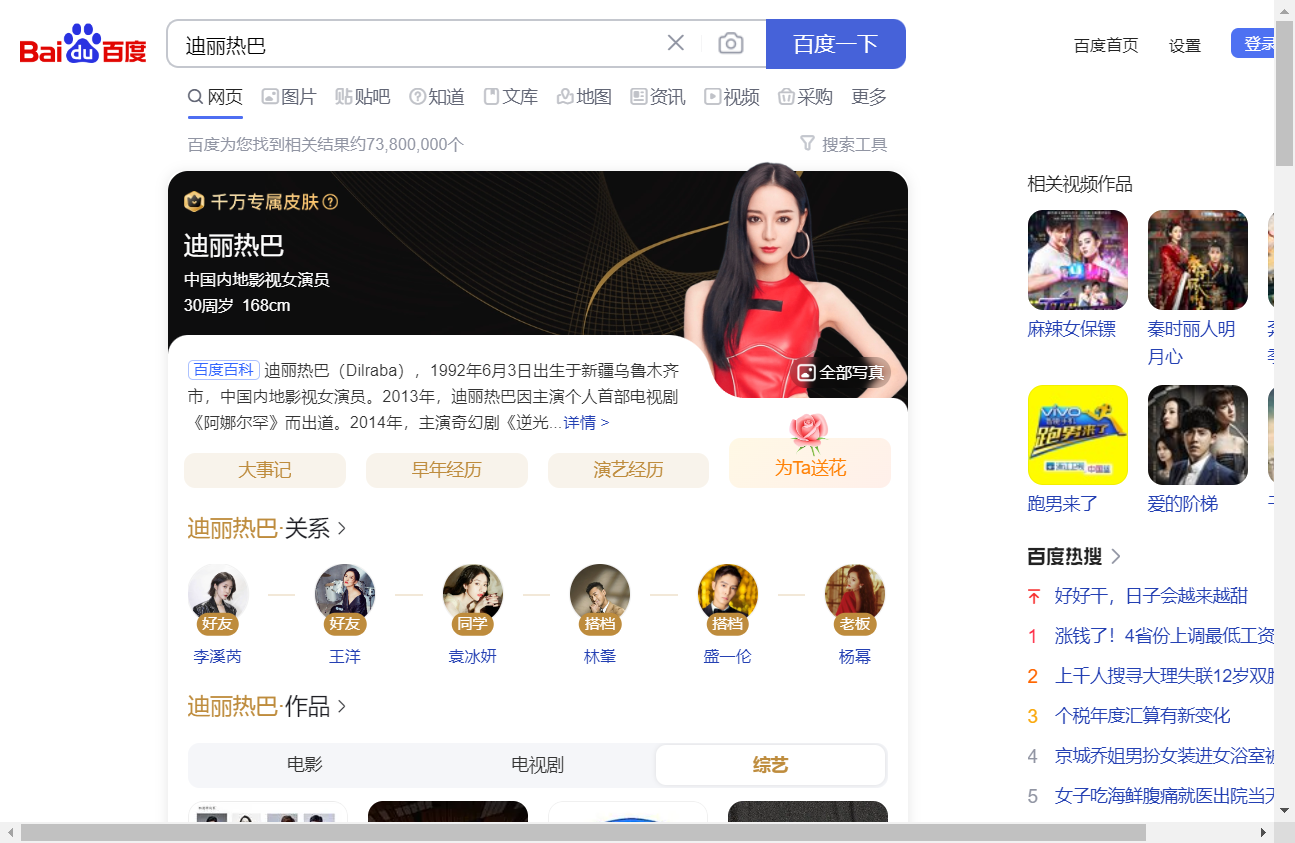 Bai du 百度
迪丽热巴
百度一下
百度首页
设置
登录
网页
图片
贴吧
知道
文库
地图
资讯
视频
采购
更多
百度为您找到相关结果约73,800,000个
搜索工具
千万专属皮肤
迪丽热巴
中国内地影视女演员
30周岁 168cm
全部写真
百度百科 迪丽热巴（Dilraba），1992年6月3日出生于新疆乌鲁木齐
市，中国内地影视女演员。2013年，迪丽热巴因主演个人首部电视剧
《阿娜尔罕》而出道。2014年，主演奇幻剧《逆光...详情 >
大事记
早年经历
演艺经历
为Ta送花
迪丽热巴·关系
好友
好友
同学
搭档
搭档
老板
李溪芮
王洋
袁冰妍
林峯
盛一伦
杨幂
迪丽热巴·作品
电影
电视剧
综艺
相关视频作品
麻辣女保镖
秦时丽人明
月心
vivo
跑男来了
浙江卫视 中国蓝
跑男来了
爱的阶梯
百度热搜
好好干，日子会越来越甜
1 涨钱了！4省份上调最低工资
2 上千人搜寻大理失联12岁双胞
3 个税年度汇算有新变化
4 京城乔姐男扮女装进女浴室被
5 女子吃海鲜腹痛就医出院当天